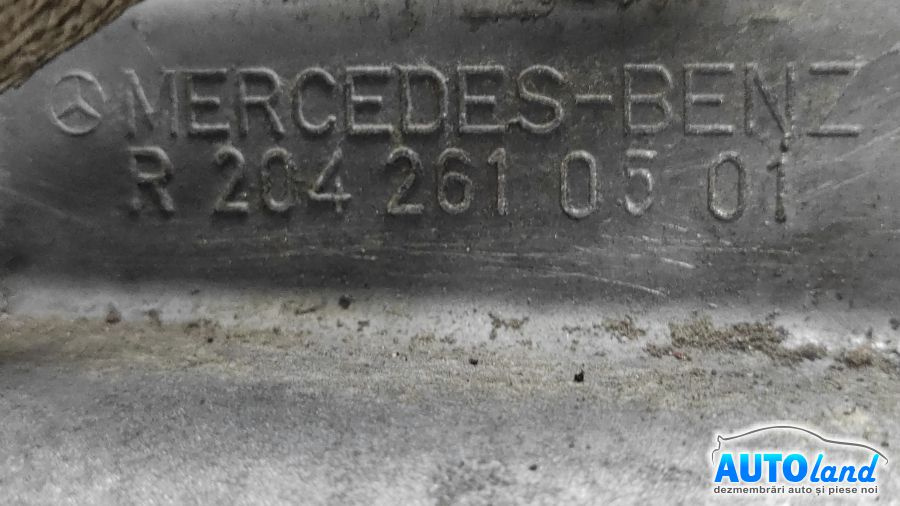 MERCEDES-BENZ
R 204 261 05 01
AUTOland
dezmembrări auto și piese noi